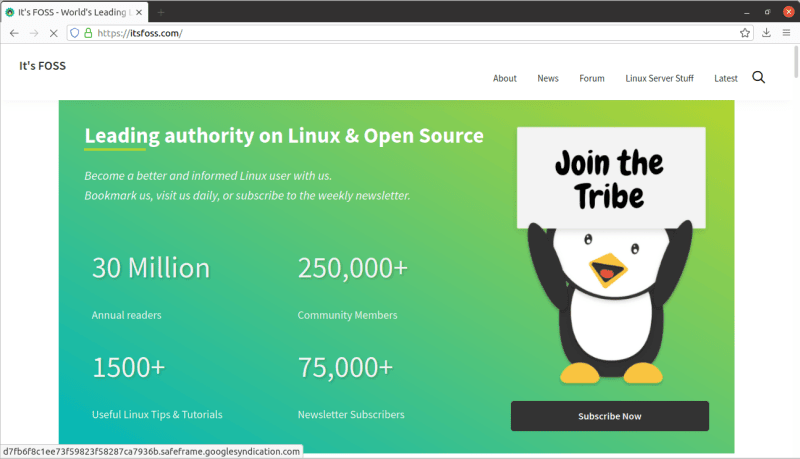 It's FOSS - World's Leading L
https://itsfoss.com/
It's FOSS
About News Forum Linux Server Stuff Latest
Leading authority on Linux & Open Source
Become a better and informed Linux user with us.
Bookmark us, visit us daily, or subscribe to the weekly newsletter.
Join the
Tribe
30 Million 250,000+
Annual readers Community Members
1500+ 75,000+
Useful Linux Tips & Tutorials Newsletter Subscribers
Subscribe Now
d7fb6f8c1ee73f59823f58287ca7936b.safeframe.googlesyndication.com